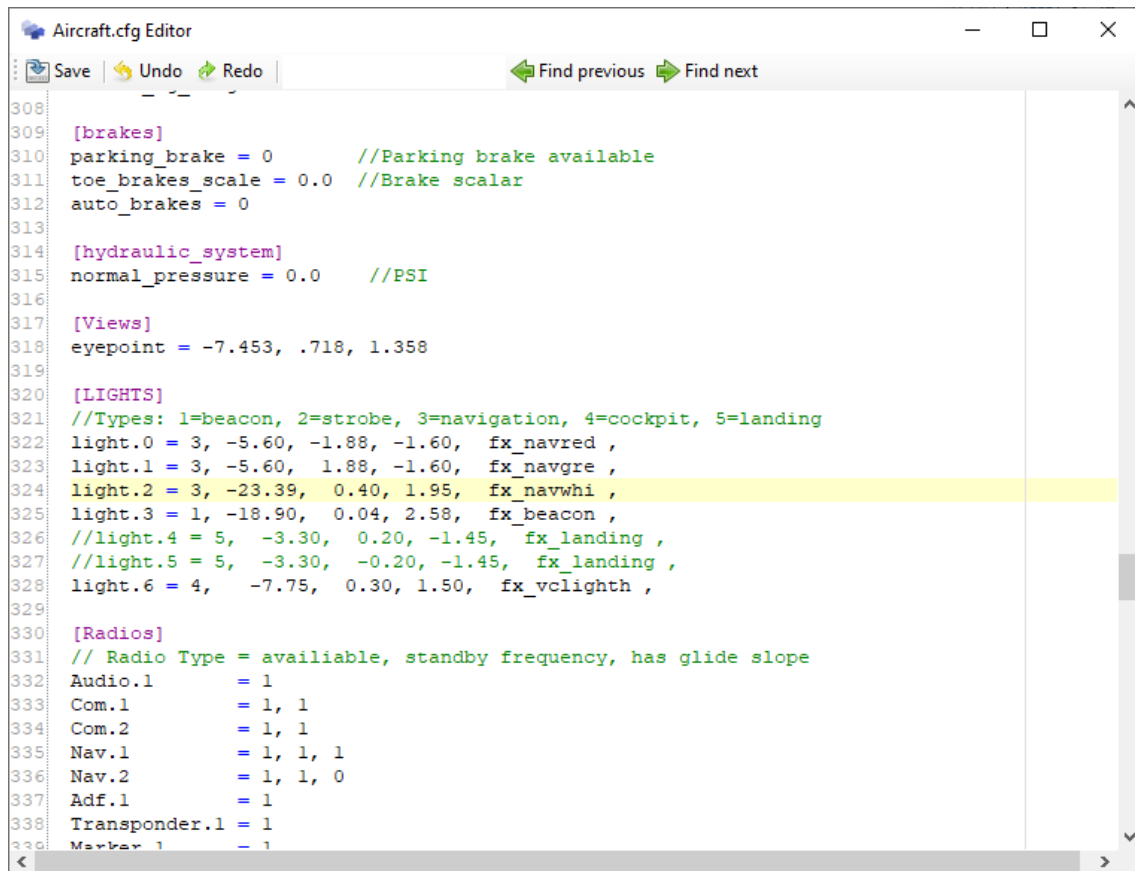 Aircraft.cfg Editor
Save Undo Redo Find previous Find next
308
309 [brakes]
310 parking_brake = 0 //Parking brake available
311 toe_brakes_scale = 0.0 //Brake scalar
312 auto_brakes = 0
313
314 [hydraulic_system]
315 normal_pressure = 0.0 //PSI
316
317 [Views]
318 eyepoint = -7.453, .718, 1.358
319
320 [LIGHTS]
321 //Types: 1=beacon, 2=strobe, 3=navigation, 4=cockpit, 5=landing
322 light.0 = 3, -5.60, -1.88, -1.60, fx_navred ,
323 light.1 = 3, -5.60, 1.88, -1.60, fx_navgre ,
324 light.2 = 3, -23.39, 0.40, 1.95, fx_navwhi ,
325 light.3 = 1, -18.90, 0.04, 2.58, fx_beacon ,
326 //light.4 = 5, -3.30, 0.20, -1.45, fx_landing ,
327 //light.5 = 5, -3.30, -0.20, -1.45, fx_landing ,
328 light.6 = 4, -7.75, 0.30, 1.50, fx_vclighth ,
329
330 [Radios]
331 // Radio Type = availiable, standby frequency, has glide slope
332 Audio.1 = 1
333 Com.1 = 1, 1
334 Com.2 = 1, 1
335 Nav.1 = 1, 1, 1
336 Nav.2 = 1, 1, 0
337 Adf.1 = 1
338 Transponder.1 = 1
339 Marker.1 = 1